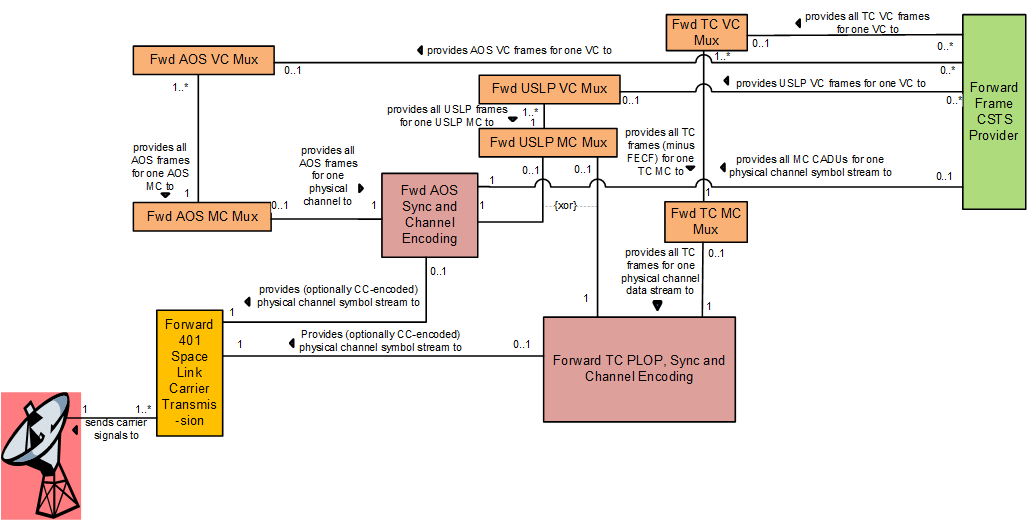 provides all TC VC frames
for one VC to
Fwd TC VC
Mux
0..1
0..*
1..*
provides AOS VC frames for one VC to
Fwd AOS VC Mux
0..1
0..*
1..*
Fwd USLP VC Mux
0..1
provides USLP VC frames for one VC to
0..*
Forward
Frame
CSTS
Provider
provides all USLP frames
for one USLP MC to
1..*
1
Fwd USLP MC Mux
provides all TC
frames (minus
FECF) for one
TC MC to
provides all
AOS frames
for one AOS
MC to
1
provides all
AOS frames
for one
physical
channel to
0..1
0..1
provides all MC CADUs for one
physical channel symbol stream to
1
0..1
Fwd AOS
Sync and
Channel
Encoding
Fwd AOS MC Mux
0..1
1
1
{xor}
1
Fwd TC MC
Mux
0..1
provides all TC
frames for one
physical channel
data stream to
0..1
provides (optionally CC-encoded)
physical channel symbol stream to
1
1
1
Forward
401
Space
Link
Carrier
Transmis
-sion
Provides (optionally CC-encoded)
physical channel symbol stream to
1
0..1
Forward TC PLOP, Sync and
Channel Encoding
1
1..*
sends carrier
signals to